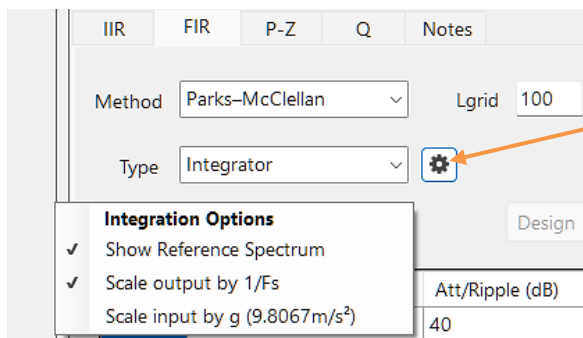 IIR FIR P-Z Q Notes
Method Parks–McClellan Lgrid 100
Type Integrator
Integration Options
Design
Show Reference Spectrum
Scale output by 1/Fs
Att/Ripple (dB)
Scale input by g (9.8067m/s²)
40